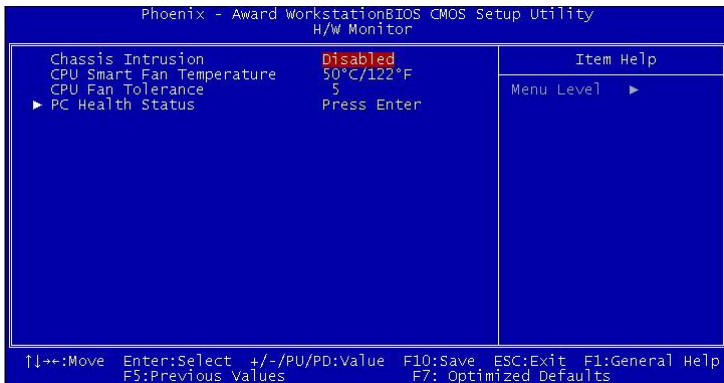 Phoenix - Award WorkstationBIOS CMOS Setup Utility
H/W Monitor
Chassis Intrusion Disabled
CPU Smart Fan Temperature 50°C/122°F
CPU Fan Tolerance 5
► PC Health Status Press Enter
Item Help
Menu Level ►
↑↓→←:Move Enter:Select +/-/PU/PD:Value F10:Save ESC:Exit F1:General Help
F5:Previous Values F7: Optimized Defaults